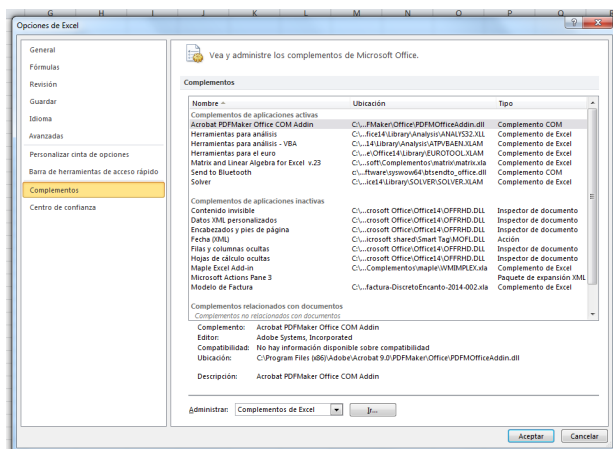 G H I J K L M N O P Q R
Opciones de Excel
General
Fórmulas
Revisión
Guardar
Idioma
Avanzadas
Personalizar cinta de opciones
Barra de herramientas de acceso rápido
Complementos
Centro de confianza
Vea y administre los complementos de Microsoft Office.
Complementos
Nombre Ubicación Tipo
Complementos de aplicaciones activas
Acrobat PDFMaker Office COM Addin C:\...FMaker\Office\PDFMOfficeAddin.dll Complemento COM
Herramientas para análisis C:\...fice14\Library\Analysis\ANALYS32.XLL Complemento de Excel
Herramientas para análisis - VBA C:\...14\Library\Analysis\ATPVBAEN.XLAM Complemento de Excel
Herramientas para el euro C:\...e\Office14\Library\EUROTOOL.XLAM Complemento de Excel
Matrix and Linear Algebra for Excel v.23 C:\...soft\Complementos\matrix\matrix.xla Complemento de Excel
Send to Bluetooth C:\...ftware\syswow64\btsendto_office.dll Complemento COM
Solver C:\...ice14\Library\SOLVER\SOLVER.XLAM Complemento de Excel
Complementos de aplicaciones inactivas
Contenido invisible C:\...crosoft Office\Office14\OFFRHD.DLL Inspector de documento
Datos XML personalizados C:\...crosoft Office\Office14\OFFRHD.DLL Inspector de documento
Encabezados y pies de página C:\...crosoft Office\Office14\OFFRHD.DLL Inspector de documento
Fecha (XML) C:\...icrosoft shared\Smart Tag\MOFL.DLL Acción
Filas y columnas ocultas C:\...crosoft Office\Office14\OFFRHD.DLL Inspector de documento
Hojas de cálculo ocultas C:\...crosoft Office\Office14\OFFRHD.DLL Inspector de documento
Maple Excel Add-in C:\...Complementos\maple\WMIMPLEX.xla Complemento de Excel
Microsoft Actions Pane 3 Paquete de expansión XML
Modelo de Factura C:\...factura-DiscretoEncanto-2014-002.xla Complemento de Excel
Complementos relacionados con documentos
Complementos no relacionados con documentos
Complemento: Acrobat PDFMaker Office COM Addin
Editor: Adobe Systems, Incorporated
Compatibilidad: No hay información disponible sobre compatibilidad
Ubicación: C:\Program Files (x86)\Adobe\Acrobat 9.0\PDFMaker\Office\PDFMOfficeAddin.dll
Descripción: Acrobat PDFMaker Office COM Addin
Administrar: Complementos de Excel Ir...
Aceptar Cancelar